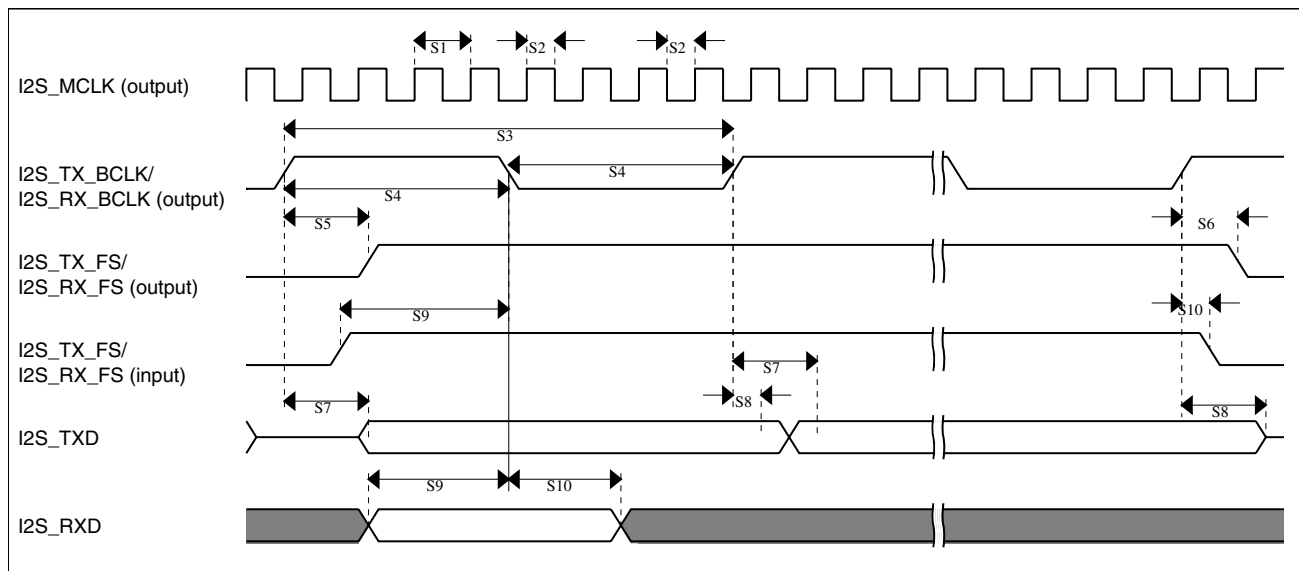 S1
S2
S2
I2S_MCLK (output)
S3
I2S_TX_BCLK/
I2S_RX_BCLK (output)
S4
S4
S5
S6
I2S_TX_FS/
I2S_RX_FS (output)
S9
S10
I2S_TX_FS/
I2S_RX_FS (input)
S7
S7
S8
S8
I2S_TXD
S9
S10
I2S_RXD